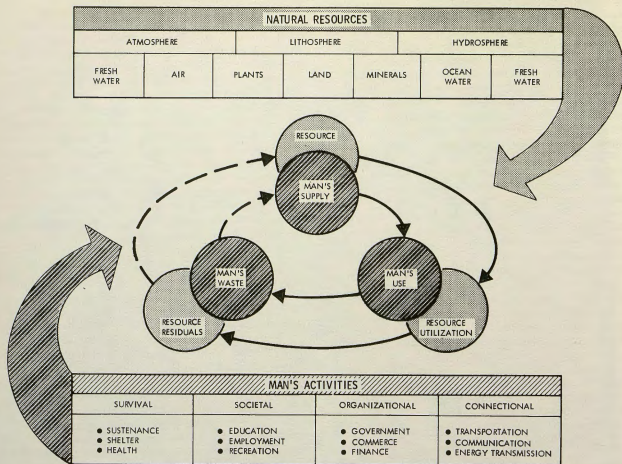 NATURAL RESOURCES
ATMOSPHERE LITHOSPHERE HYDROSPHERE
FRESH WATER AIR PLANTS LAND MINERALS OCEAN WATER FRESH WATER
RESOURCE
MAN'S
SUPPLY
MAN'S
WASTE
MAN'S
USE
RESOURCE
RESIDUALS
RESOURCE
UTILIZATION
MAN'S ACTIVITIES
SURVIVAL SOCIETAL ORGANIZATIONAL CONNECTIONAL
• SUSTENANCE • EDUCATION • GOVERNMENT • TRANSPORTATION
• SHELTER • EMPLOYMENT • COMMERCE • COMMUNICATION
• HEALTH • RECREATION • FINANCE • ENERGY TRANSMISSION